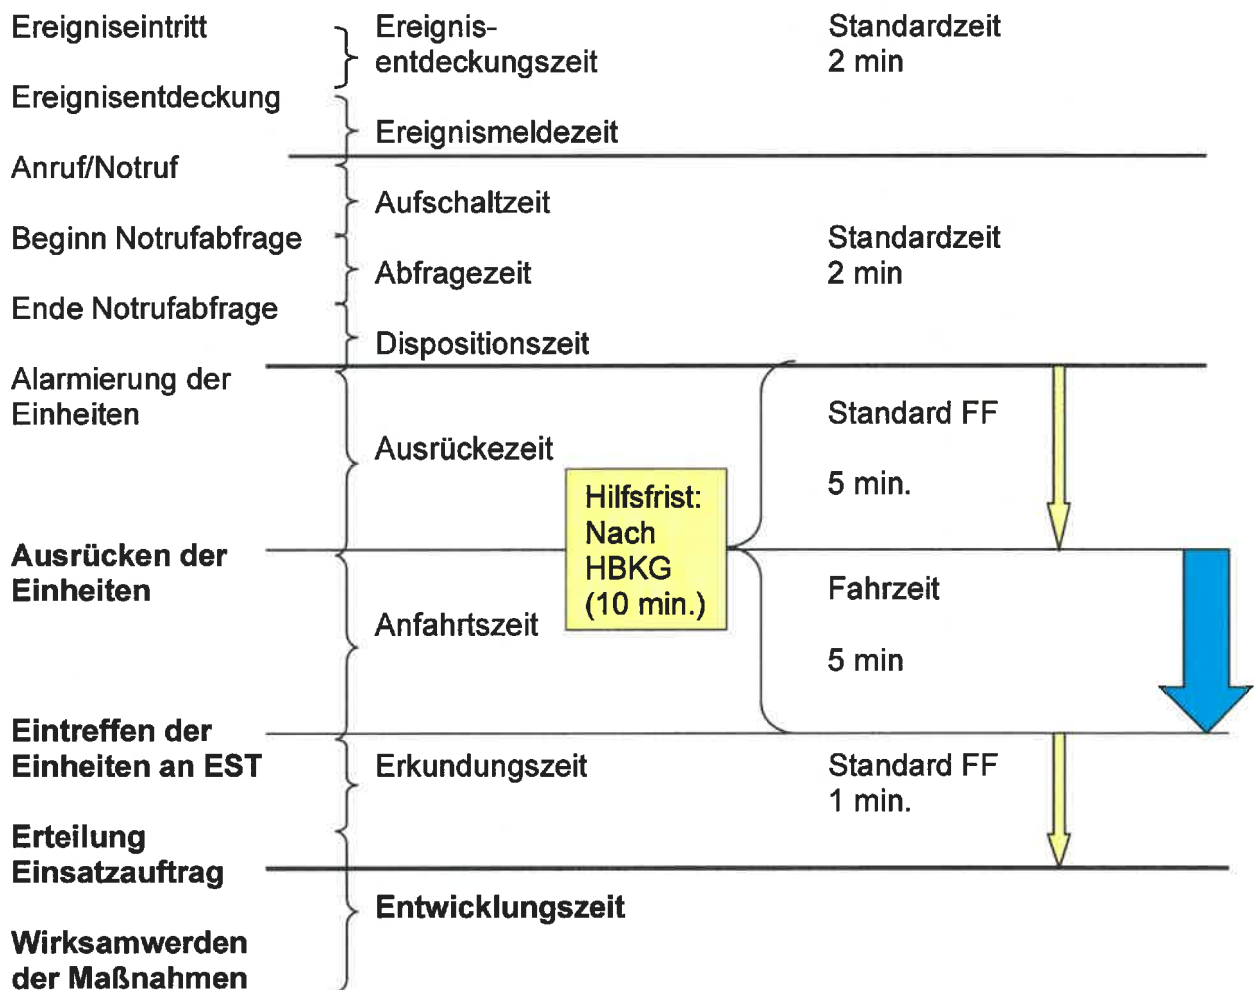 Ereigniseintritt
Ereignis-
entdeckungszeit
Standardzeit
2 min
Ereignisentdeckung
Ereignismeldezeit
Anruf/Notruf
Aufschaltzeit
Beginn Notrufabfrage
Standardzeit
2 min
Abfragezeit
Ende Notrufabfrage
Dispositionszeit
Alarmierung der
Einheiten
Standard FF
5 min.
Ausrückezeit
Hilfsfrist:
Nach
HBKG
(10 min.)
Ausrücken der
Einheiten
Fahrzeit
5 min
Anfahrtszeit
Eintreffen der
Einheiten an EST
Erkundungszeit
Standard FF
1 min.
Erteilung
Einsatzauftrag
Entwicklungszeit
Wirksamwerden
der Maßnahmen